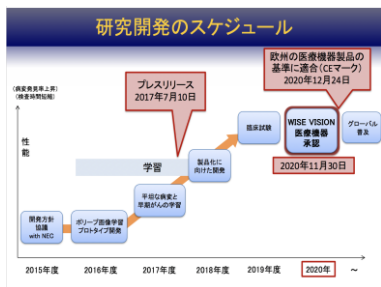 研究開発のスケジュール
欧州の医療機器製品の
基準に適合(CEマーク)
2020年12月24日
(病変発見率上昇)
(検査時間短縮)
プレスリリース
2017年7月10日
性
能
学習
臨床試験
WISE VISION
医療機器
承認
グローバル
普及
2020年11月30日
製品化に
向けた開発
平坦な病変と
早期がんの学習
開発方針
協議
with NEC
ポリープ画像学習
プロトタイプ開発
2015年度
2016年度
2017年度
2018年度
2019年度
2020年
~